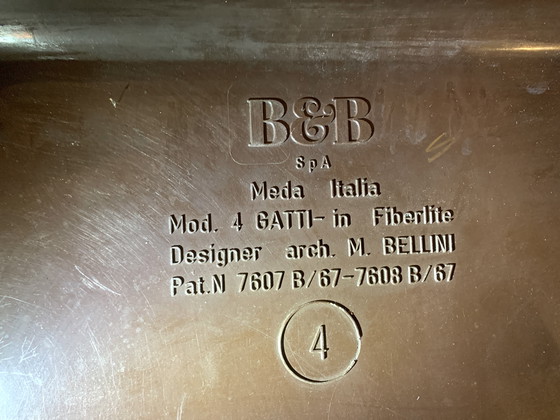 B&B
SpA
Meda Italia
Mod. 4 GATTI- in Fiberlite
Designer arch. M. BELLINI
Pat.N 7607 B/67-7608 B/67
4